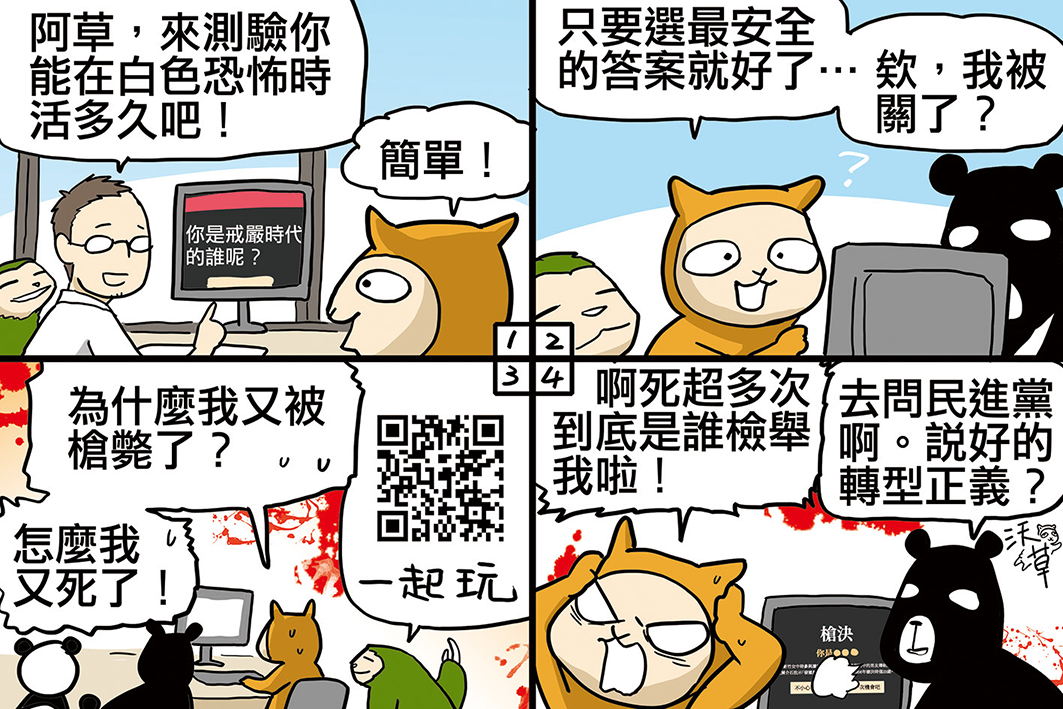 阿草，來測驗你
能在白色恐怖時
活多久吧！
簡單！
你是戒嚴時代
的誰呢？
1
只要選最安全
的答案就好了⋯
欸，我被
關了？
?
2
為什麼我又被
槍斃了？
怎麼我
又死了！
一起玩
3
啊死超多次
到底是誰檢舉
我啦！
去問民進黨
啊。説好的
轉型正義？
沃草
槍決
你是●●●
4